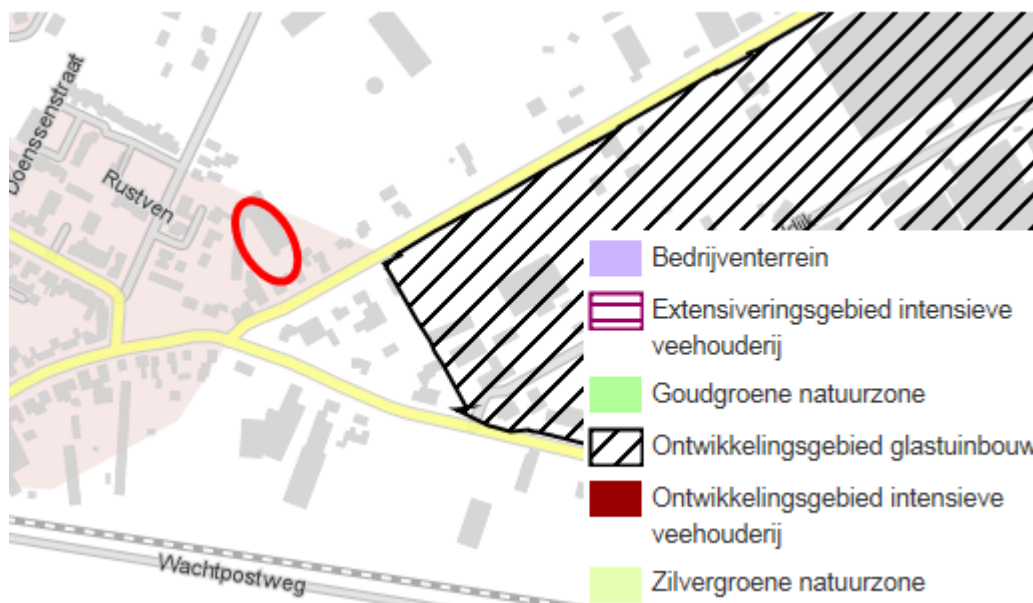 Doenssenstraat
Rustven
Wachtpostweg
Bedrijventerrein
Extensiveringsgebied intensieve
veehouderij
Goudgroene natuurzone
Ontwikkelingsgebied glastuinbouw
Ontwikkelingsgebied intensieve
veehouderij
Zilvergroene natuurzone